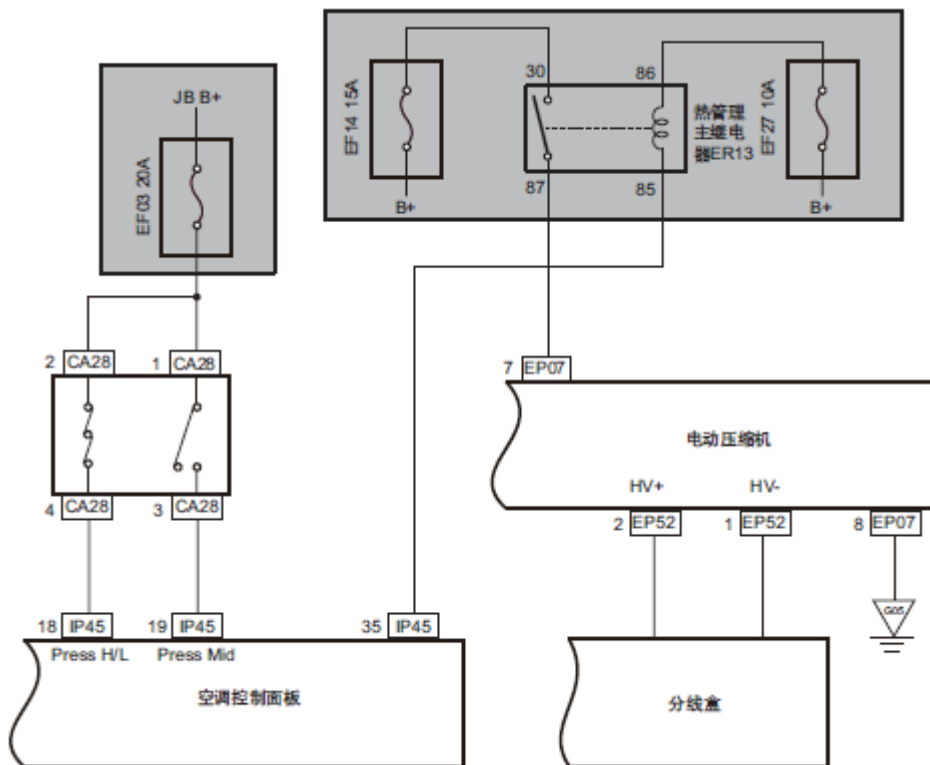 JB B+
EF03 20A
EF14 15A
B+
30
86
87
85
热管理
主继电
器ER13
EF27 10A
B+
2 CA28
1 CA28
4 CA28
3 CA28
7 EP07
电动压缩机
HV+
HV-
2 EP52
1 EP52
8 EP07
G05
18 IP45
19 IP45
35 IP45
Press H/L
Press Mid
空调控制面板
分线盒